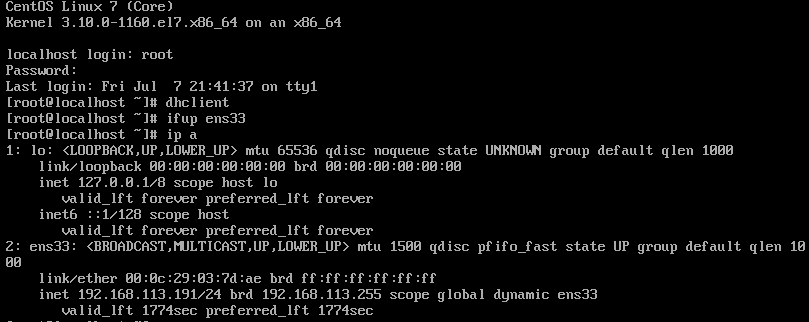 CentOS Linux 7 (Core)
Kernel 3.10.0-1160.el7.x86_64 on an x86_64
localhost login: root
Password:
Last login: Fri Jul  7 21:41:37 on tty1
[root@localhost ~]# dhclient
[root@localhost ~]# ifup ens33
[root@localhost ~]# ip a
1: lo: <LOOPBACK,UP,LOWER_UP> mtu 65536 qdisc noqueue state UNKNOWN group default qlen 1000
    link/loopback 00:00:00:00:00:00 brd 00:00:00:00:00:00
    inet 127.0.0.1/8 scope host lo
       valid_lft forever preferred_lft forever
    inet6 ::1/128 scope host
       valid_lft forever preferred_lft forever
2: ens33: <BROADCAST,MULTICAST,UP,LOWER_UP> mtu 1500 qdisc pfifo_fast state UP group default qlen 10
00
    link/ether 00:0c:29:03:7d:ae brd ff:ff:ff:ff:ff:ff
    inet 192.168.113.191/24 brd 192.168.113.255 scope global dynamic ens33
       valid_lft 1774sec preferred_lft 1774sec